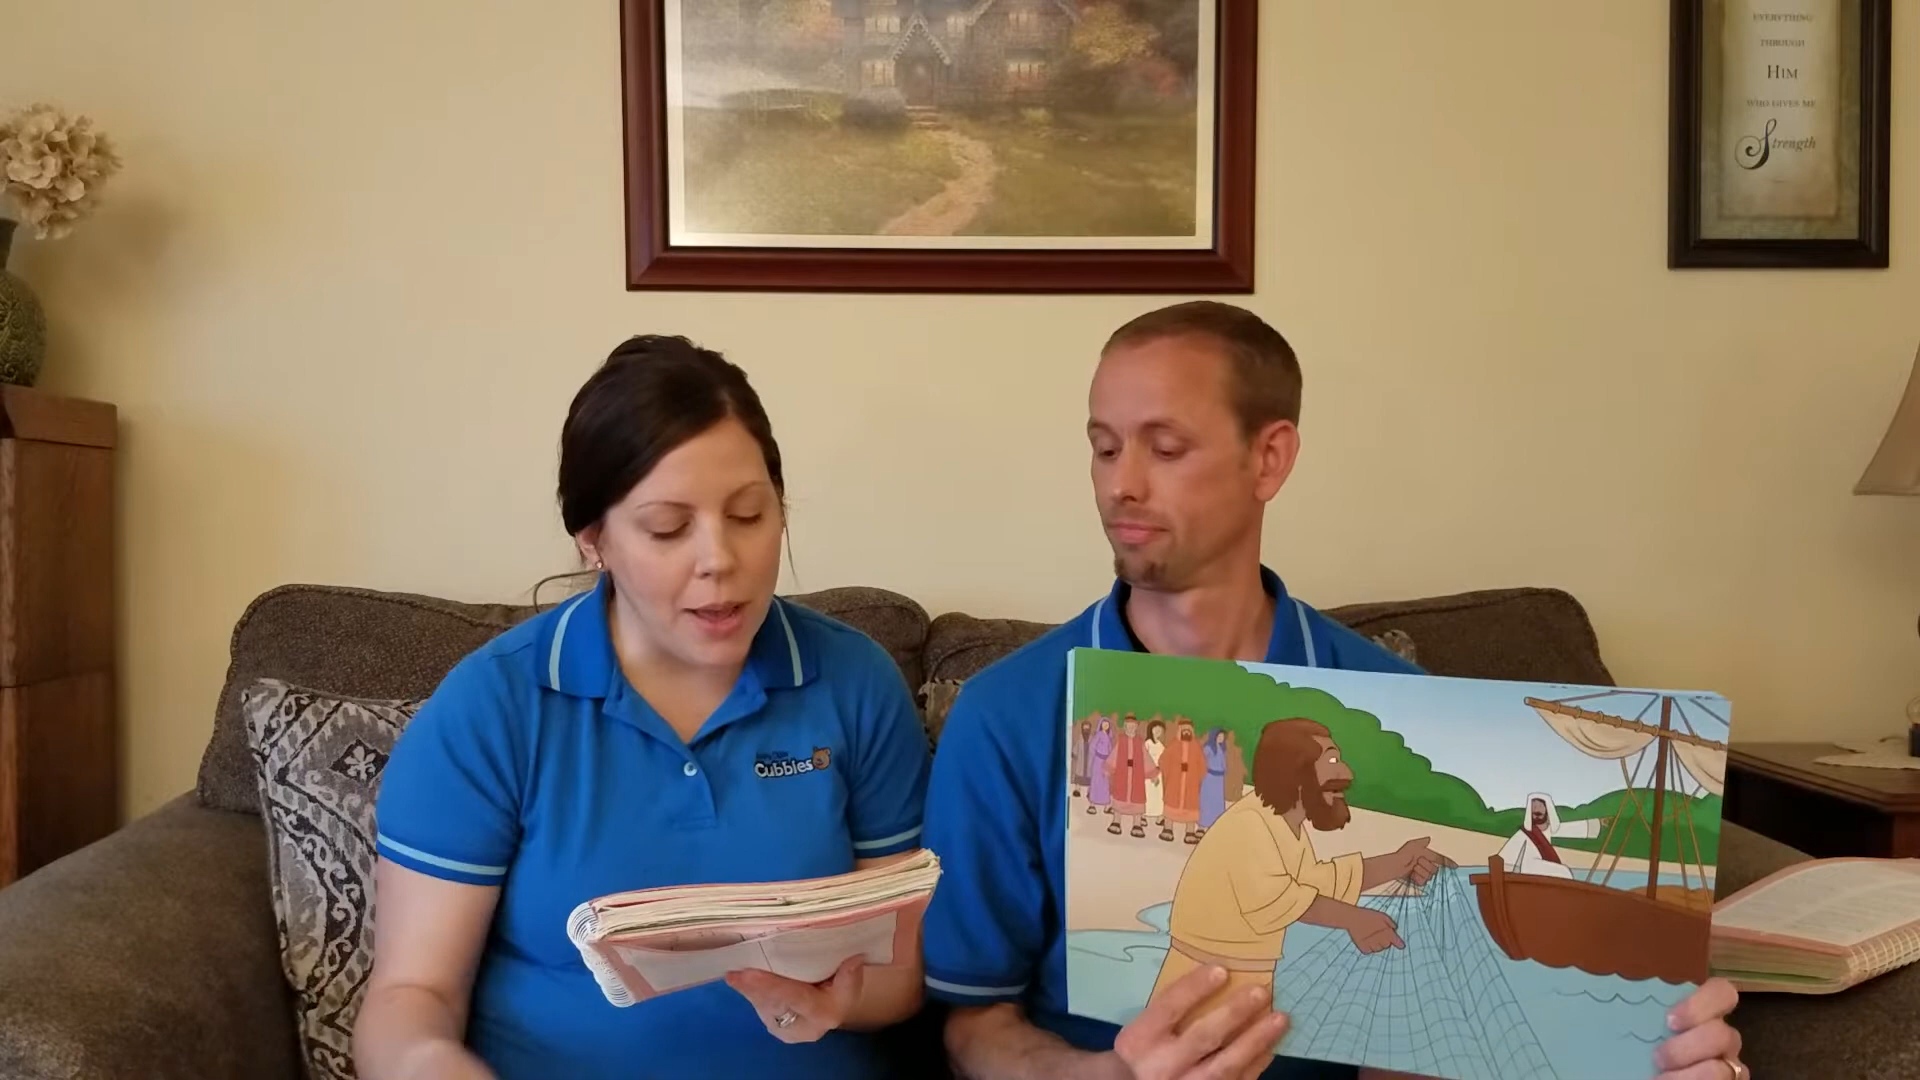 EVERYTHING
THROUGH
HIM
WHO GIVES ME
Strength
Cubbies